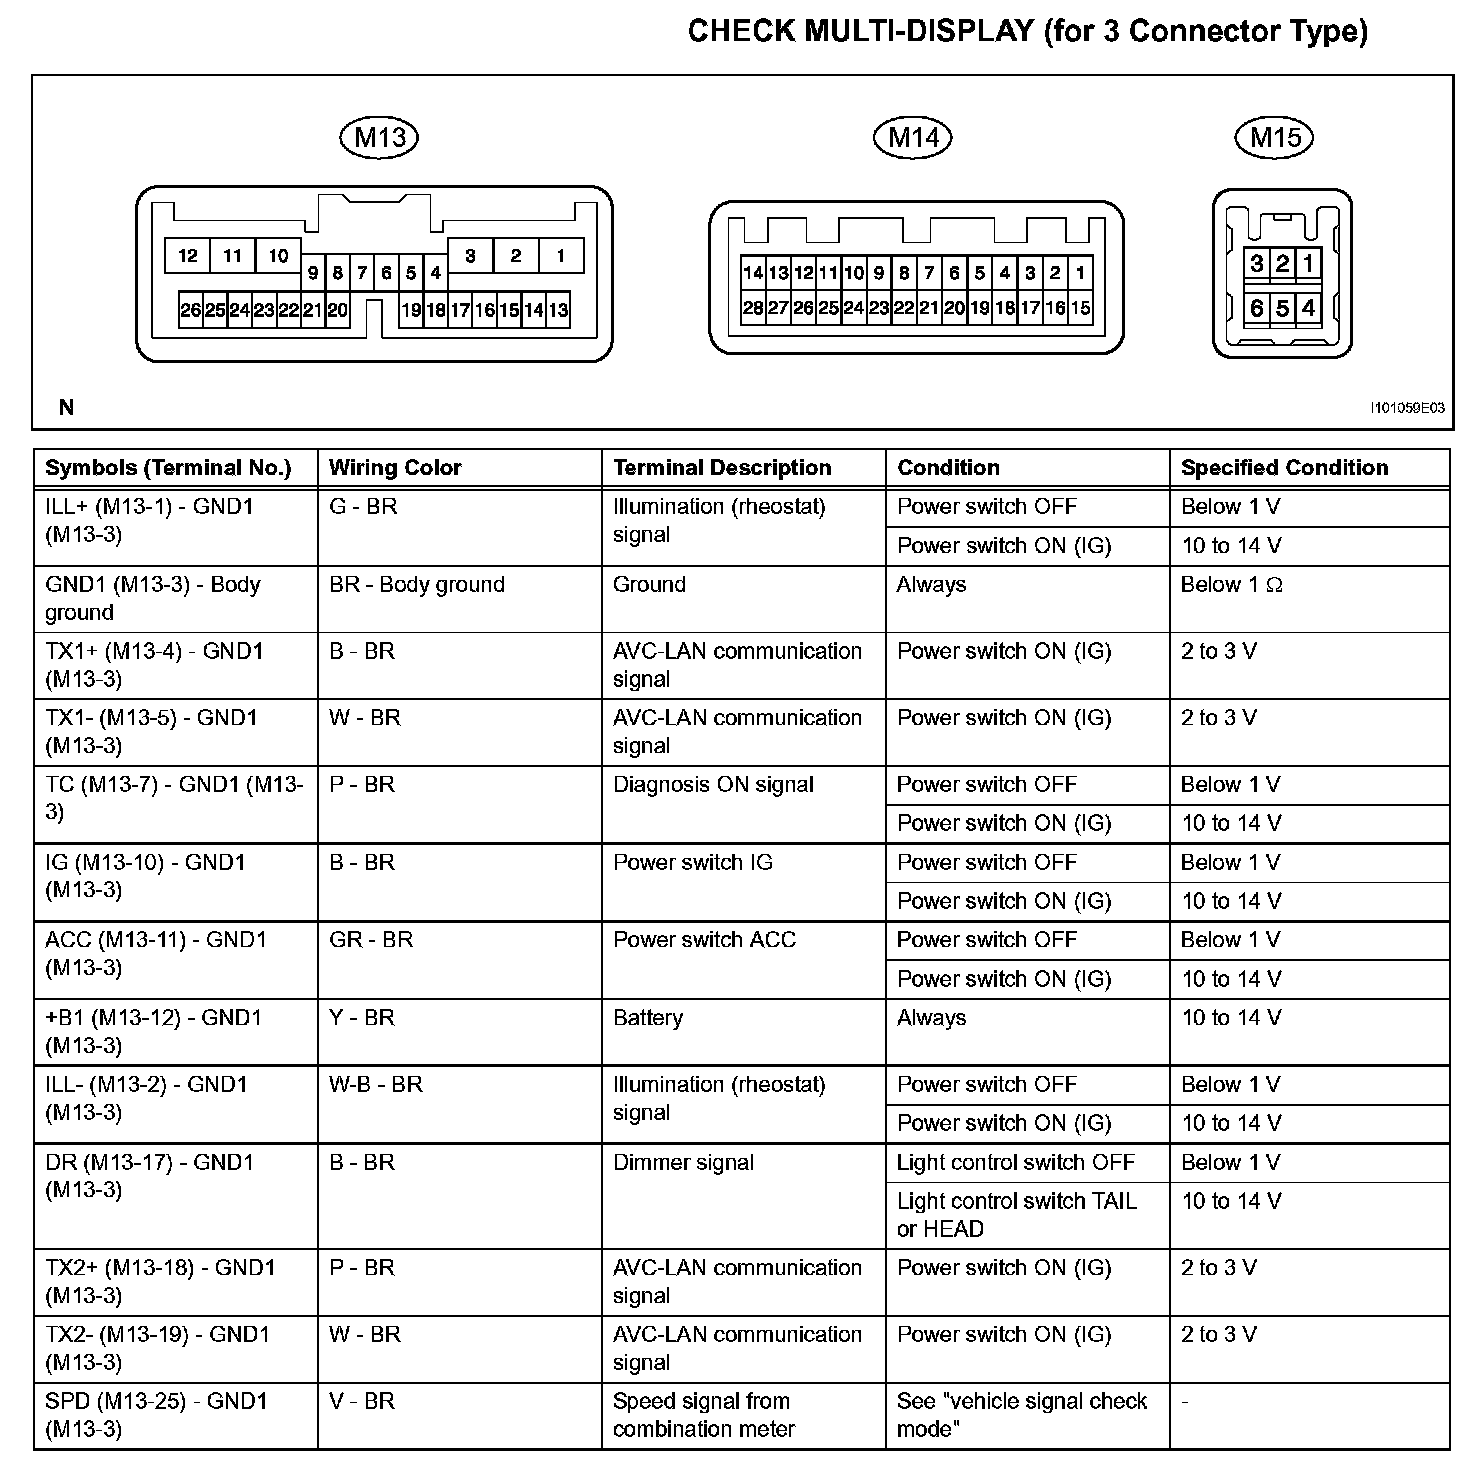 CHECK MULTI-DISPLAY (for 3 Connector Type)
M13
M14
M15
12 11 10 3 2 1
9 8 7 6 5 4
26 25 24 23 22 21 20 19 18 17 16 15 14 13
14 13 12 11 10 9 8 7 6 5 4 3 2 1
28 27 26 25 24 23 22 21 20 19 18 17 16 15
3 2 1
6 5 4
N
I101059E03
Symbols (Terminal No.) Wiring Color Terminal Description Condition Specified Condition
ILL+ (M13-1) - GND1 G - BR Illumination (rheostat) Power switch OFF Below 1 V
(M13-3) signal
Power switch ON (IG) 10 to 14 V
GND1 (M13-3) - Body BR - Body ground Ground Always Below 1 Ω
ground
TX1+ (M13-4) - GND1 B - BR AVC-LAN communication Power switch ON (IG) 2 to 3 V
(M13-3) signal
TX1- (M13-5) - GND1 W - BR AVC-LAN communication Power switch ON (IG) 2 to 3 V
(M13-3) signal
TC (M13-7) - GND1 (M13- P - BR Diagnosis ON signal Power switch OFF Below 1 V
3)
Power switch ON (IG) 10 to 14 V
IG (M13-10) - GND1 B - BR Power switch IG Power switch OFF Below 1 V
(M13-3)
Power switch ON (IG) 10 to 14 V
ACC (M13-11) - GND1 GR - BR Power switch ACC Power switch OFF Below 1 V
(M13-3)
Power switch ON (IG) 10 to 14 V
+B1 (M13-12) - GND1 Y - BR Battery Always 10 to 14 V
(M13-3)
ILL- (M13-2) - GND1 W-B - BR Illumination (rheostat) Power switch OFF Below 1 V
(M13-3) signal
Power switch ON (IG) 10 to 14 V
DR (M13-17) - GND1 B - BR Dimmer signal Light control switch OFF Below 1 V
(M13-3)
Light control switch TAIL 10 to 14 V
or HEAD
TX2+ (M13-18) - GND1 P - BR AVC-LAN communication Power switch ON (IG) 2 to 3 V
(M13-3) signal
TX2- (M13-19) - GND1 W - BR AVC-LAN communication Power switch ON (IG) 2 to 3 V
(M13-3) signal
SPD (M13-25) - GND1 V - BR Speed signal from See "vehicle signal check -
(M13-3) combination meter mode"